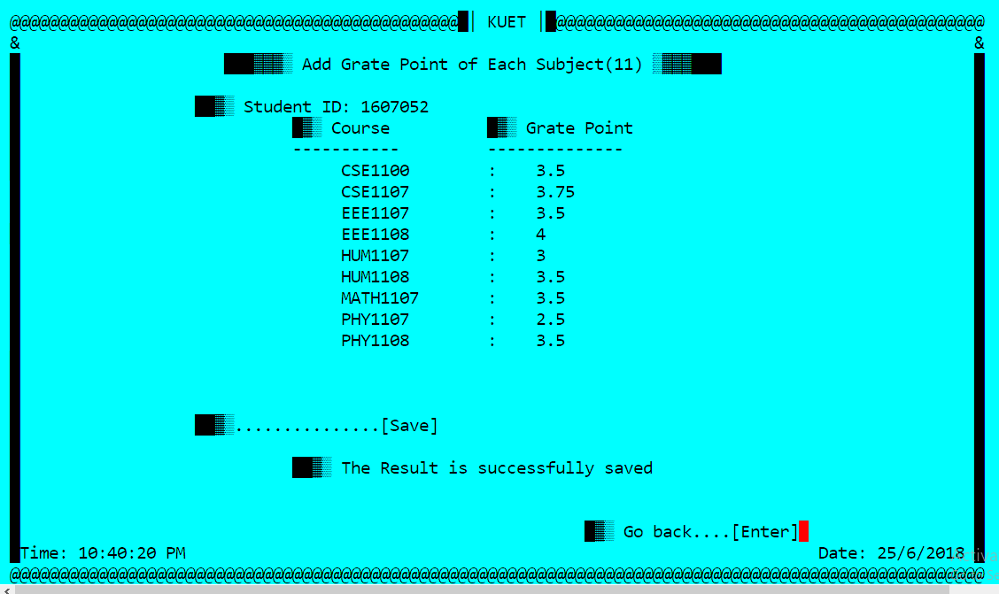 @@@@@@@@@@@@@@@@@@@@@@@@@@@@@@@@@@@@@@@@@@@@@@ KUET @@@@@@@@@@@@@@@@@@@@@@@@@@@@@@@@@@@@@@@@@@@@
& &
Add Grate Point of Each Subject(11)
Student ID: 1607052
Course Grate Point
----------- --------------
CSE1100 : 3.5
CSE1107 : 3.75
EEE1107 : 3.5
EEE1108 : 4
HUM1107 : 3
HUM1108 : 3.5
MATH1107 : 3.5
PHY1107 : 2.5
PHY1108 : 3.5
...............[Save]
The Result is successfully saved
Go back....[Enter]
Time: 10:40:20 PM Date: 25/6/2018
@@@@@@@@@@@@@@@@@@@@@@@@@@@@@@@@@@@@@@@@@@@@@@@@@@@@@@@@@@@@@@@@@@@@@@@@@@@@@@@@@@@@@@@@@@@@@@@@@@@@